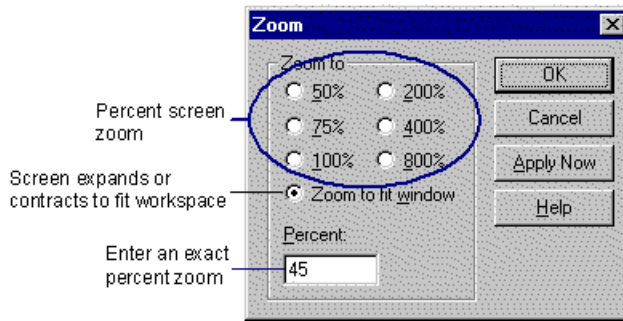 Zoom
Zoom to
50%
200%
75%
400%
100%
800%
Zoom to fit window
Percent:
45
OK
Cancel
Apply Now
Help
Percent screen
zoom
Screen expands or
contracts to fit workspace
Enter an exact
percent zoom